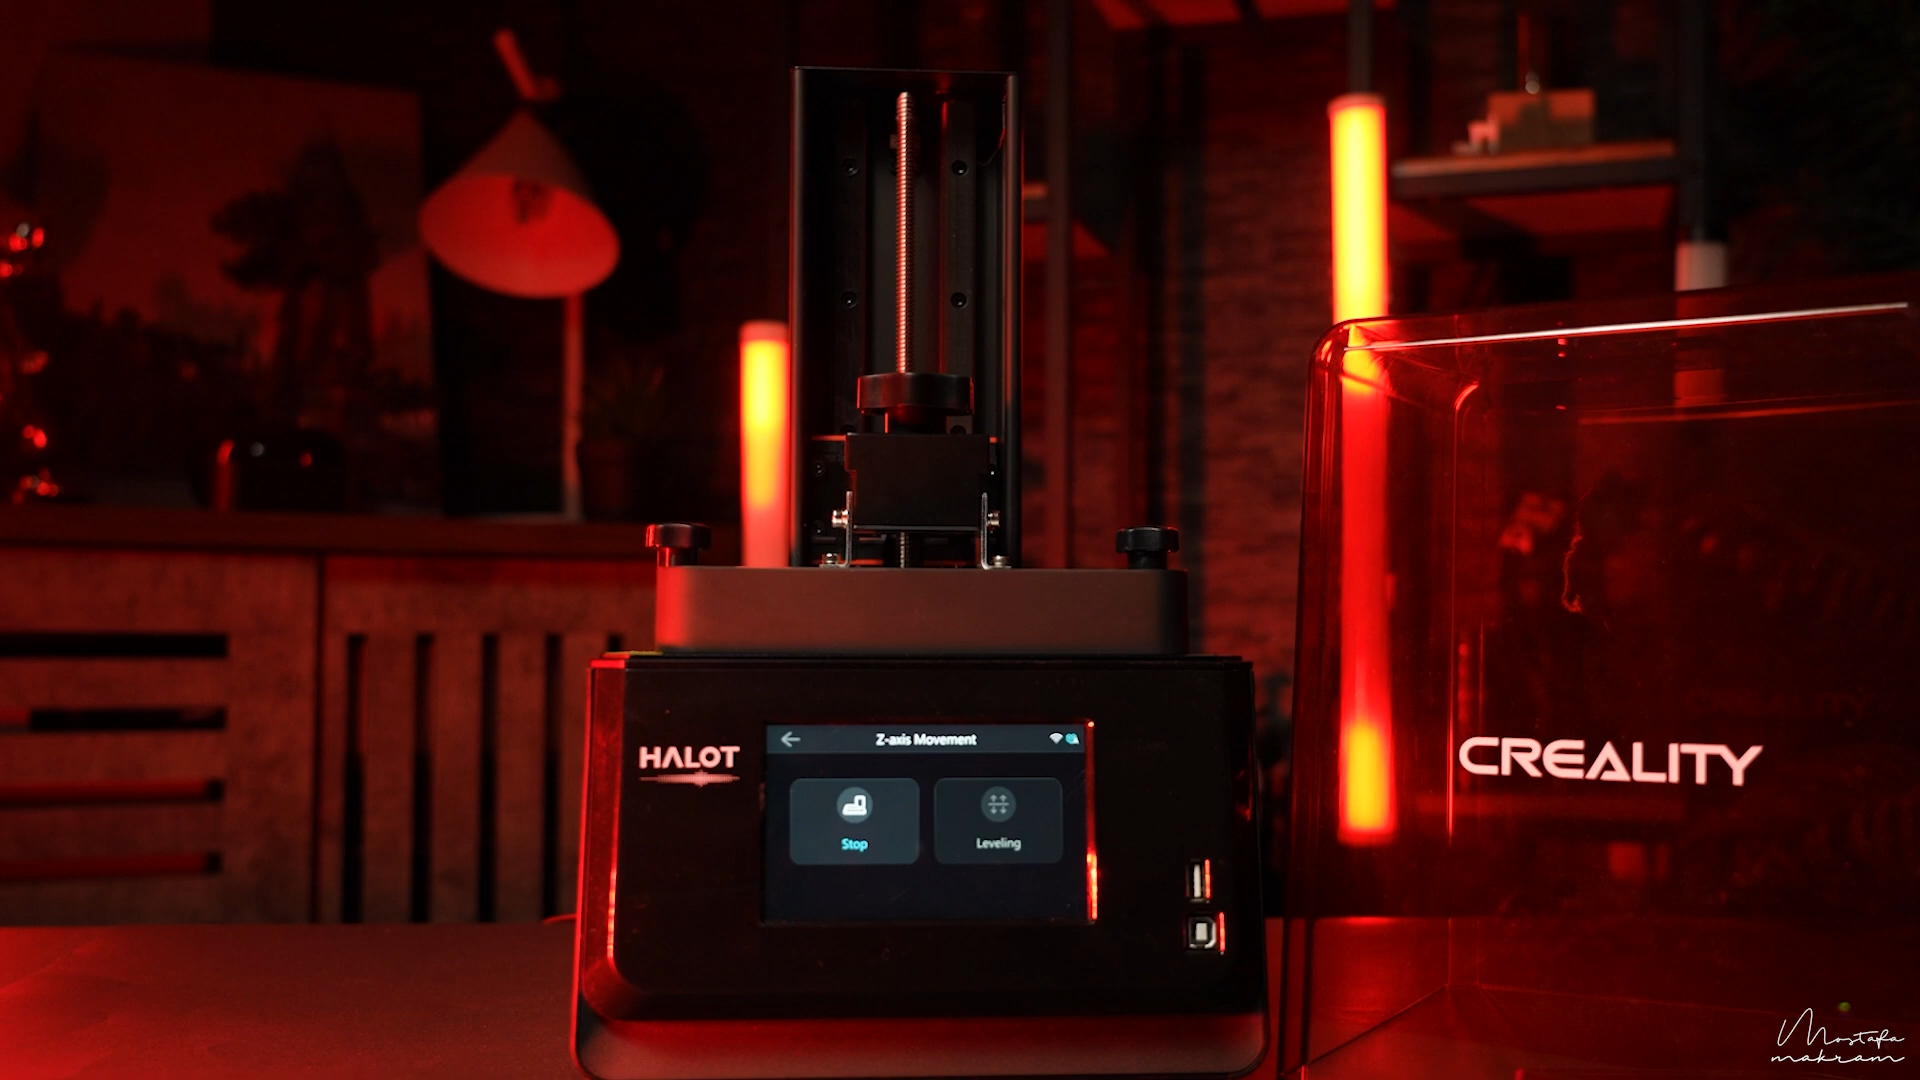 HALOT
Z-axis Movement
Stop
Leveling
CREALITY
Mostafa
makram